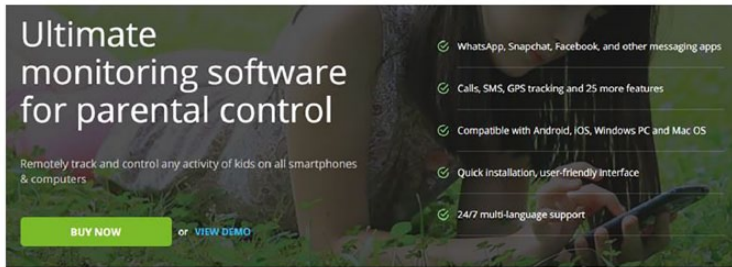 Ultimate
monitoring software
for parental control
Remotely track and control any activity of kids on all smartphones
& computers
BUY NOW or VIEW DEMO
WhatsApp, Snapchat, Facebook, and other messaging apps
Calls, SMS, GPS tracking and 25 more features
Compatible with Android, iOS, Windows PC and Mac OS
Quick installation, user-friendly interface
24/7 multi-language support